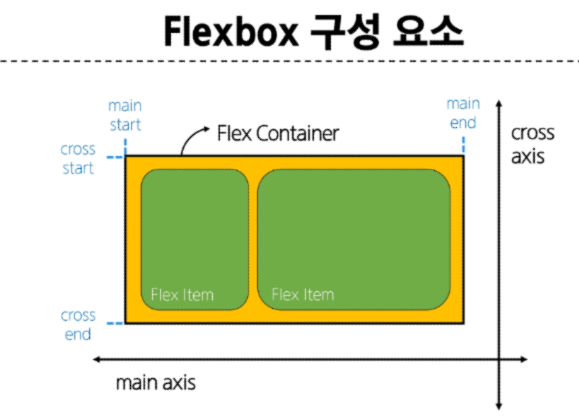 Flexbox 구성 요소
main
start
main
end
Flex Container
cross
axis
cross
start
Flex Item
Flex Item
cross
end
main axis